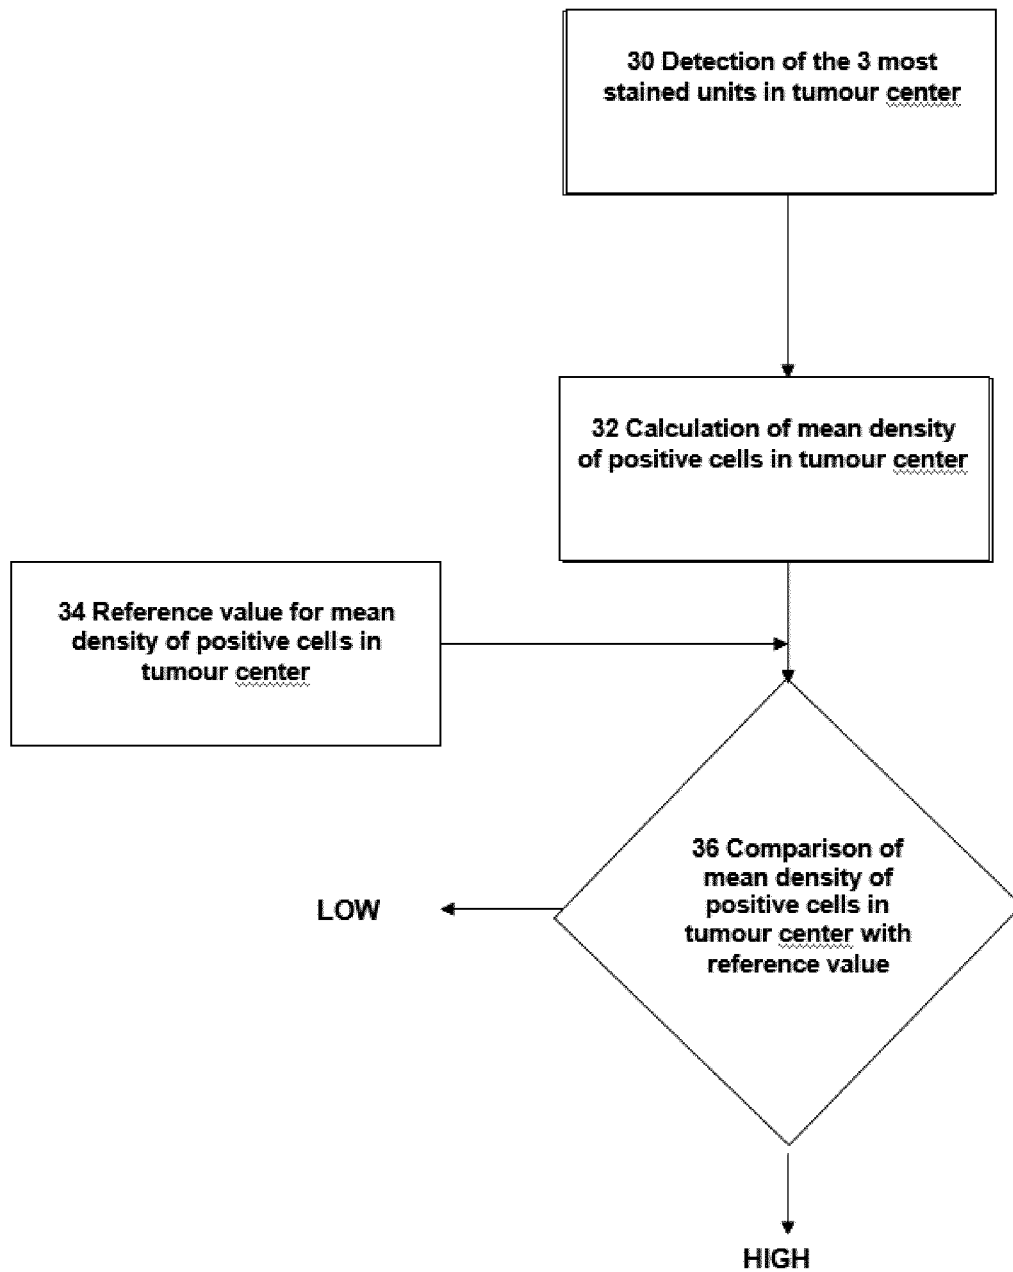 30 Detection of the 3 most
stained units in tumour center
32 Calculation of mean density
of positive cells in tumour center
34 Reference value for mean
density of positive cells in
tumour center
36 Comparison of
mean density of
positive cells in
tumour center with
reference value
LOW
HIGH